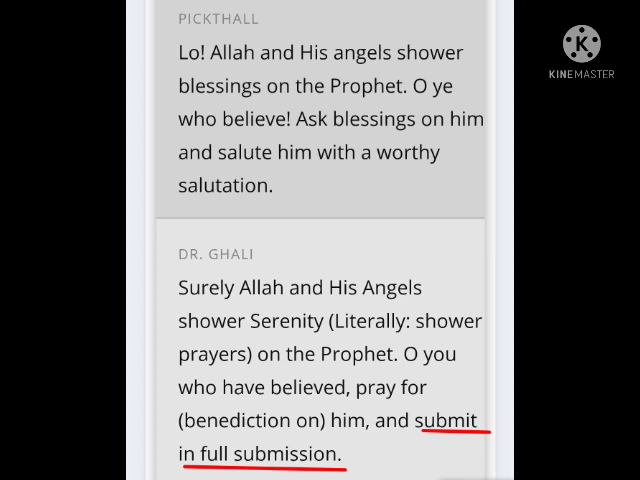 PICKTHALL
Lo! Allah and His angels shower
blessings on the Prophet. O ye
who believe! Ask blessings on him
and salute him with a worthy
salutation.
DR. GHALI
Surely Allah and His Angels
shower Serenity (Literally: shower
prayers) on the Prophet. O you
who have believed, pray for
(benediction on) him, and submit
in full submission.
KINEMASTER